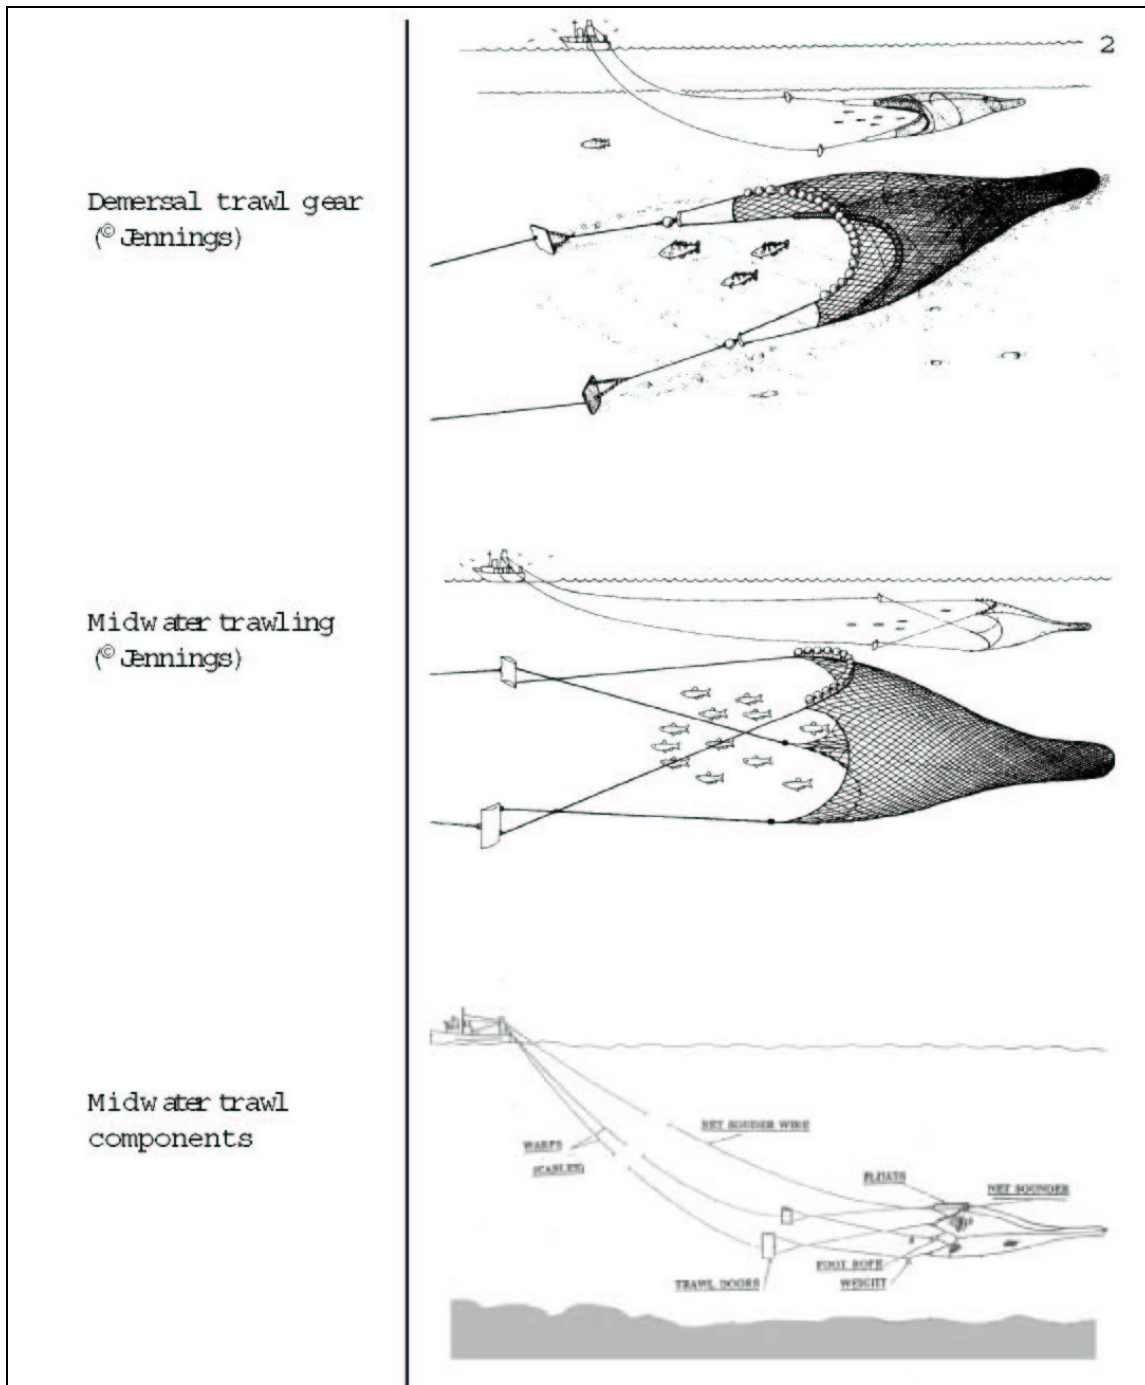 2
Demersal trawl gear
(© Jennings)
Midwater trawling
(© Jennings)
Midwater trawl
components
NET SOUDER WIRE
WARPS
(CABLES)
FLOATS
NET SOUNDER
FOOT ROPE
TRAWL DOORS
WEIGHT